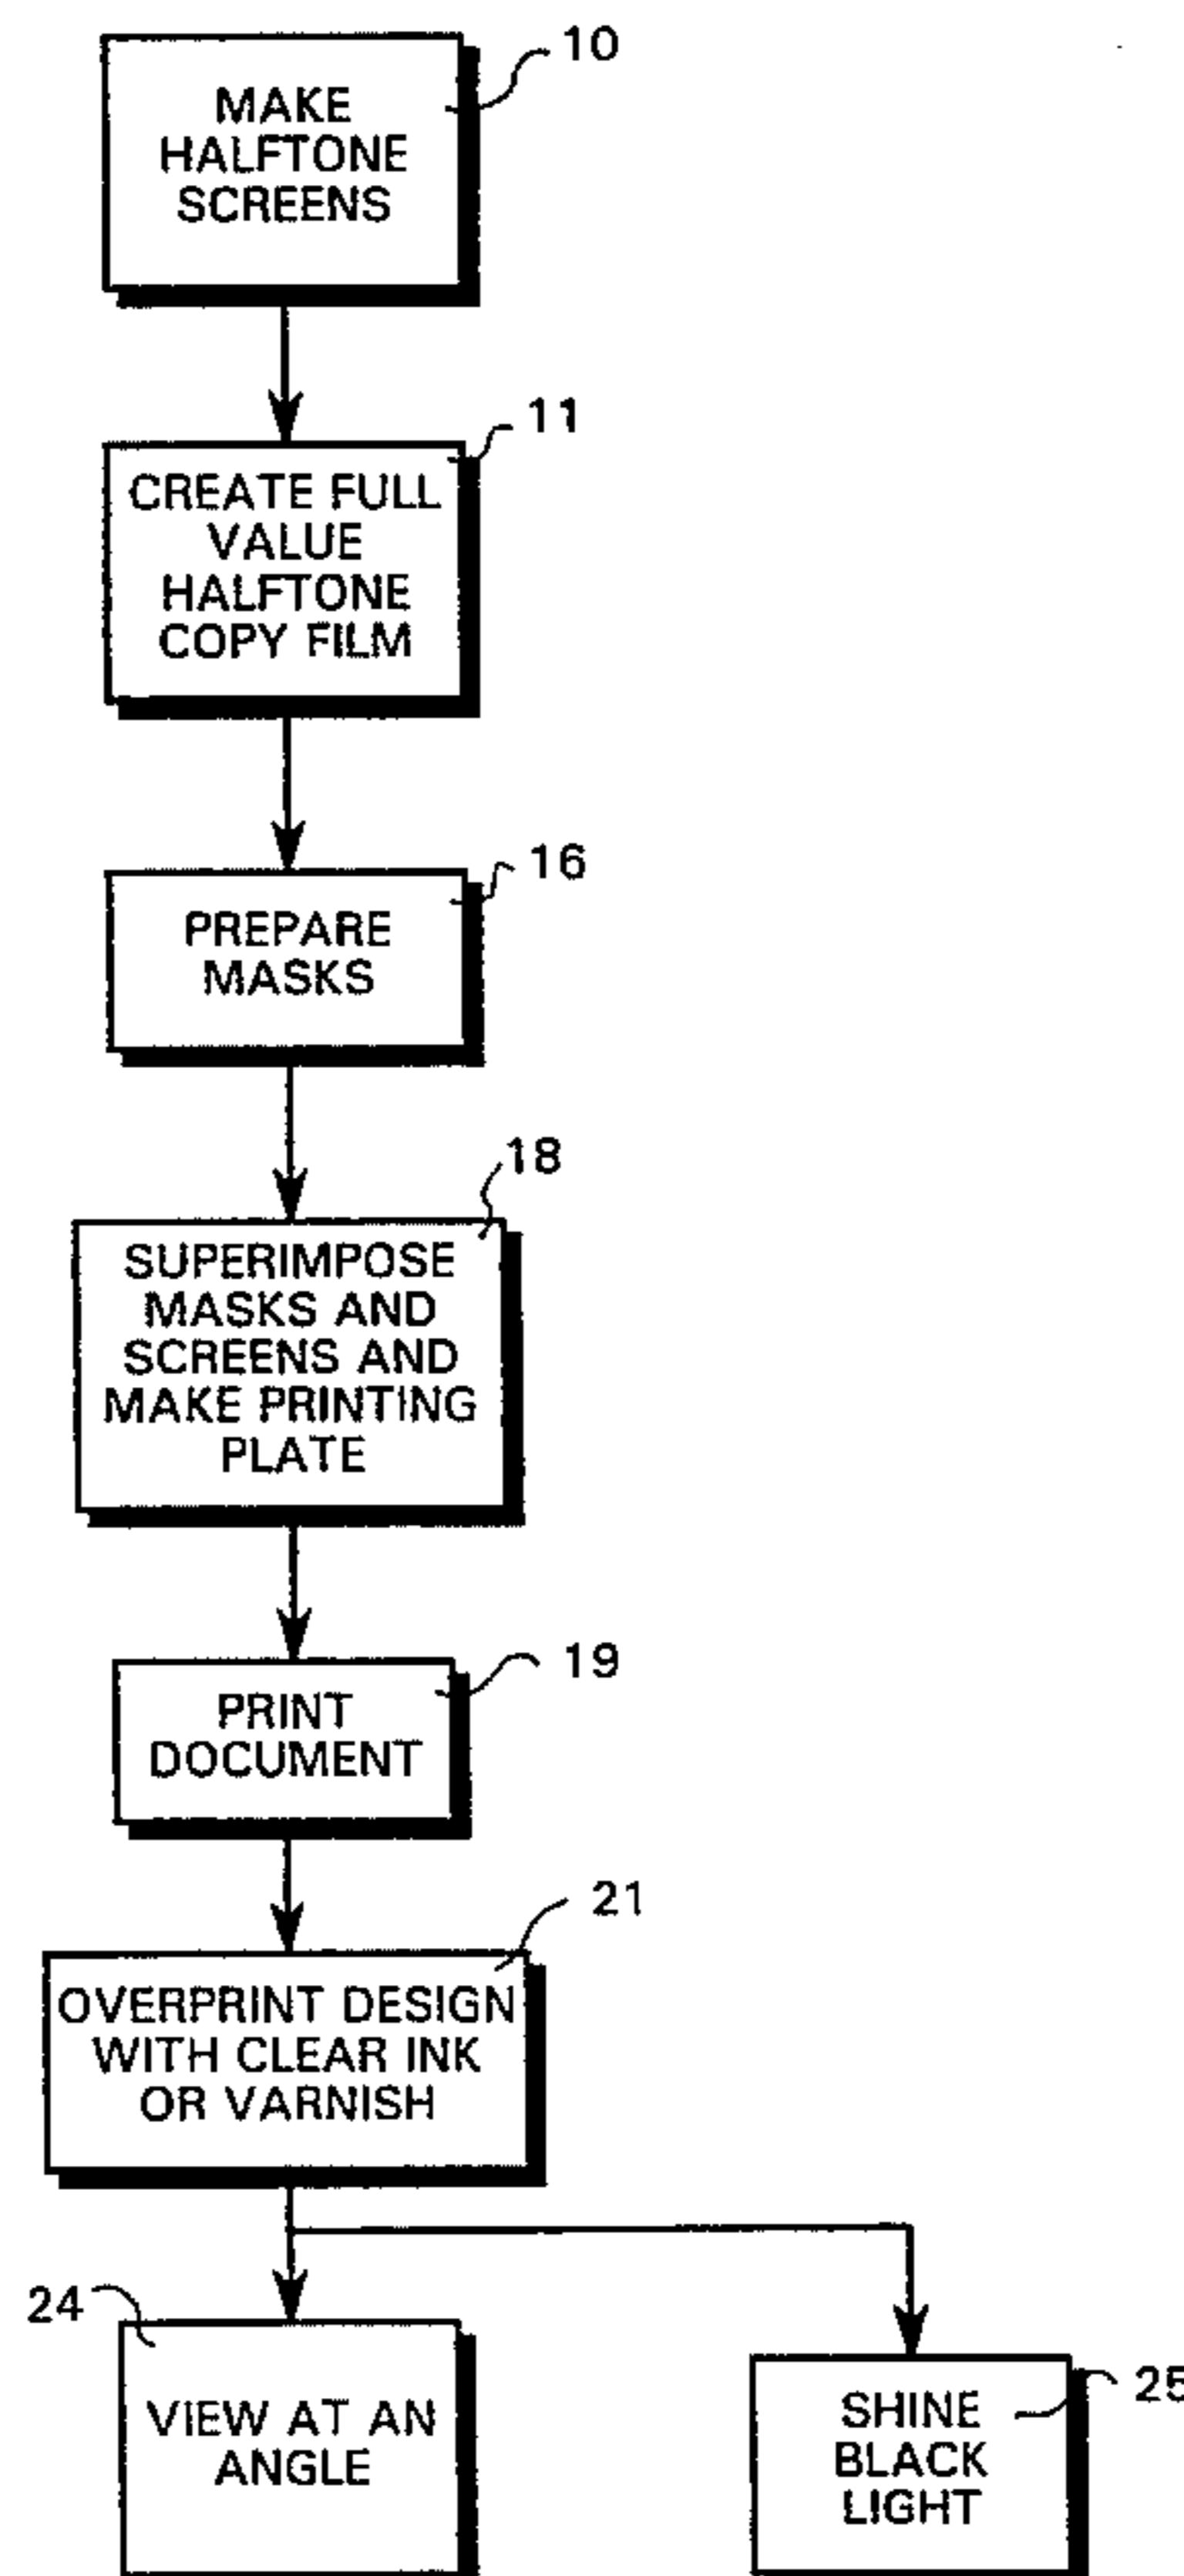 10
MAKE
HALFTONE
SCREENS
11
CREATE FULL
VALUE
HALFTONE
COPY FILM
16
PREPARE
MASKS
18
SUPERIMPOSE
MASKS AND
SCREENS AND
MAKE PRINTING
PLATE
19
PRINT
DOCUMENT
21
OVERPRINT DESIGN
WITH CLEAR INK
OR VARNISH
24
VIEW AT AN
ANGLE
25
SHINE
BLACK
LIGHT